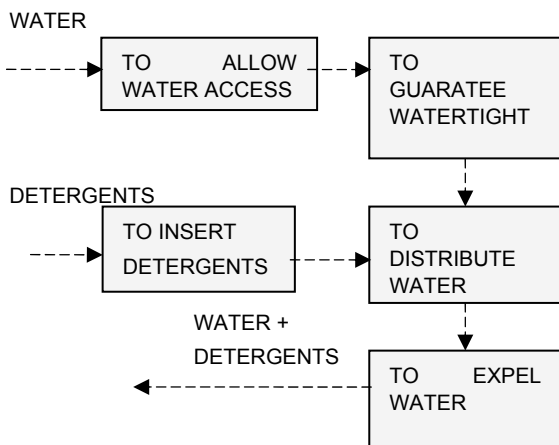 WATER
TO ALLOW
WATER ACCESS
TO
GUARATEE
WATERTIGHT
DETERGENTS
TO INSERT
DETERGENTS
TO
DISTRIBUTE
WATER
WATER +
DETERGENTS
TO EXPEL
WATER